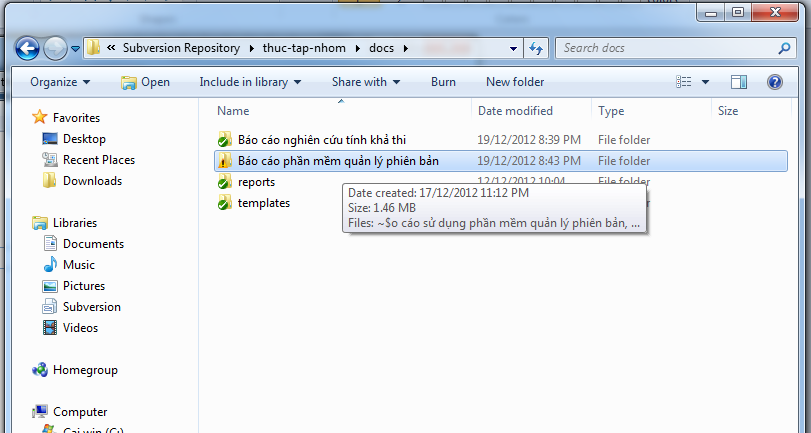 « Subversion Repository ▸ thuc-tap-nhom ▸ docs ▸
Search docs
Organize
Open
Include in library
Share with
Burn
New folder
Name
Date modified
Type
Size
Favorites
Desktop
Recent Places
Downloads
Libraries
Documents
Music
Pictures
Subversion
Videos
Homegroup
Computer
Báo cáo nghiên cứu tính khả thi 19/12/2012 8:39 PM File folder
Báo cáo phần mềm quản lý phiên bản 19/12/2012 8:43 PM File folder
reports 17/12/2012 10:04 File folder
templates
Date created: 17/12/2012 11:12 PM
Size: 1.46 MB
Files: ~$o cáo sử dụng phần mềm quản lý phiên bản, ...